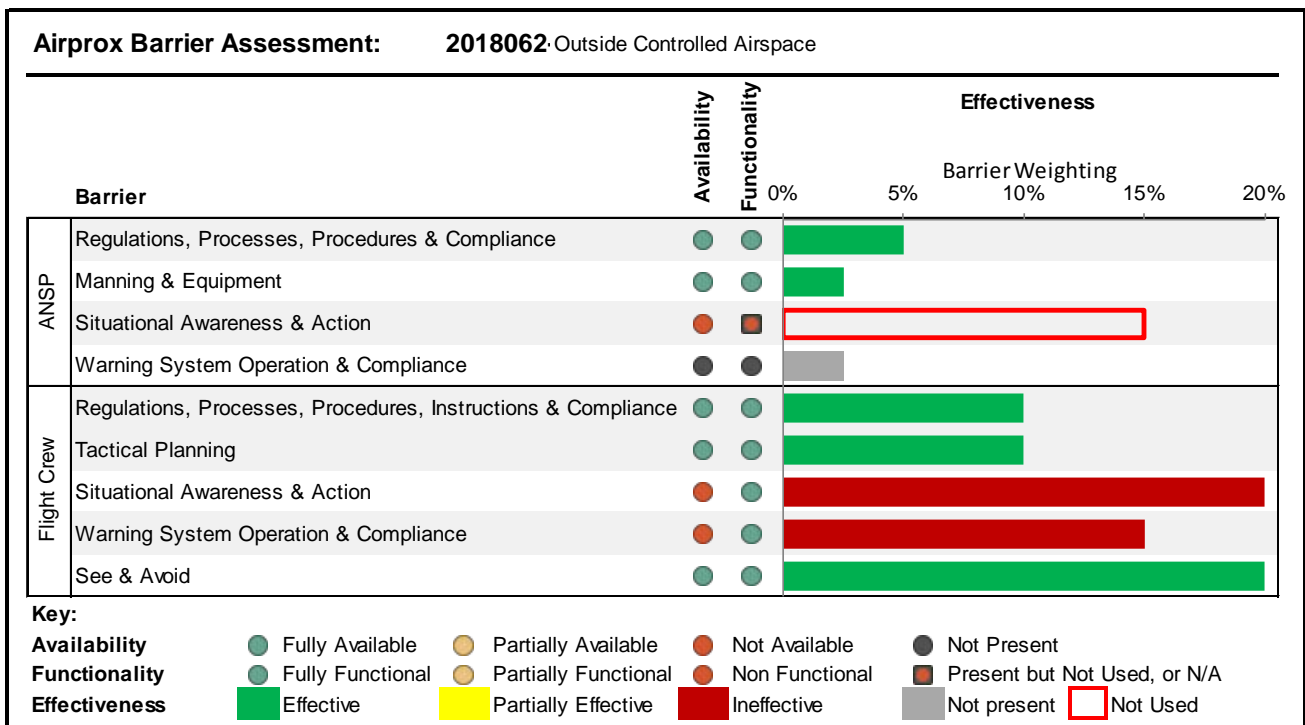 Airprox Barrier Assessment: 2018062 Outside Controlled Airspace
Availability
Functionality
Effectiveness
Barrier Weighting
Barrier
0% 5% 10% 15% 20%
ANSP
Regulations, Processes, Procedures & Compliance
Manning & Equipment
Situational Awareness & Action
Warning System Operation & Compliance
Flight Crew
Regulations, Processes, Procedures, Instructions & Compliance
Tactical Planning
Situational Awareness & Action
Warning System Operation & Compliance
See & Avoid
Key:
Availability Fully Available Partially Available Not Available Not Present
Functionality Fully Functional Partially Functional Non Functional Present but Not Used, or N/A
Effectiveness Effective Partially Effective Ineffective Not present Not Used